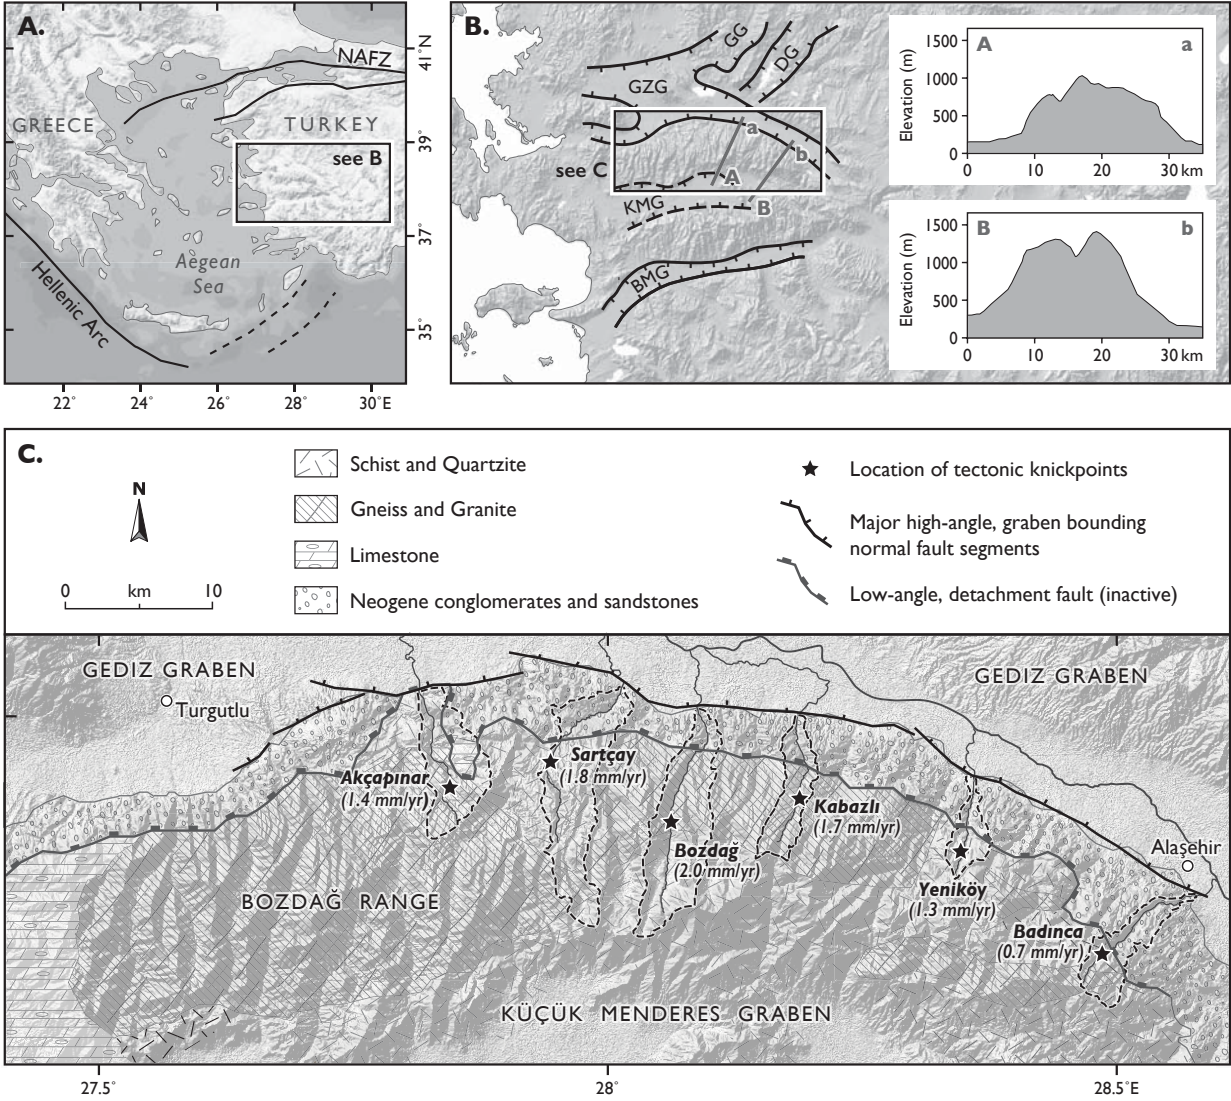 A.
NAFZ
GREECE
TURKEY
see B
Aegean
Sea
Hellenic Arc
41°N
39°
37°
35°
22°
24°
26°
28°
30°E
B.
GG
DG
GZG
a
b
see C
A
B
KMG
BMG
A
a
Elevation (m)
1500
1000
500
0
0
10
20
30 km
B
b
Elevation (m)
1500
1000
500
0
0
10
20
30 km
C.
N
0
km
10
Schist and Quartzite
Gneiss and Granite
Limestone
Neogene conglomerates and sandstones
Location of tectonic knickpoints
Major high-angle, graben bounding
normal fault segments
Low-angle, detachment fault (inactive)
GEDIZ GRABEN
Turgutlu
GEDIZ GRABEN
Akçapınar
(1.4 mm/yr)
Sartçay
(1.8 mm/yr)
Bozdağ
(2.0 mm/yr)
Kabazlı
(1.7 mm/yr)
Yeniköy
(1.3 mm/yr)
Alaşehir
Badınca
(0.7 mm/yr)
BOZDAĞ RANGE
KÜÇÜK MENDERES GRABEN
27.5°
28°
28.5°E